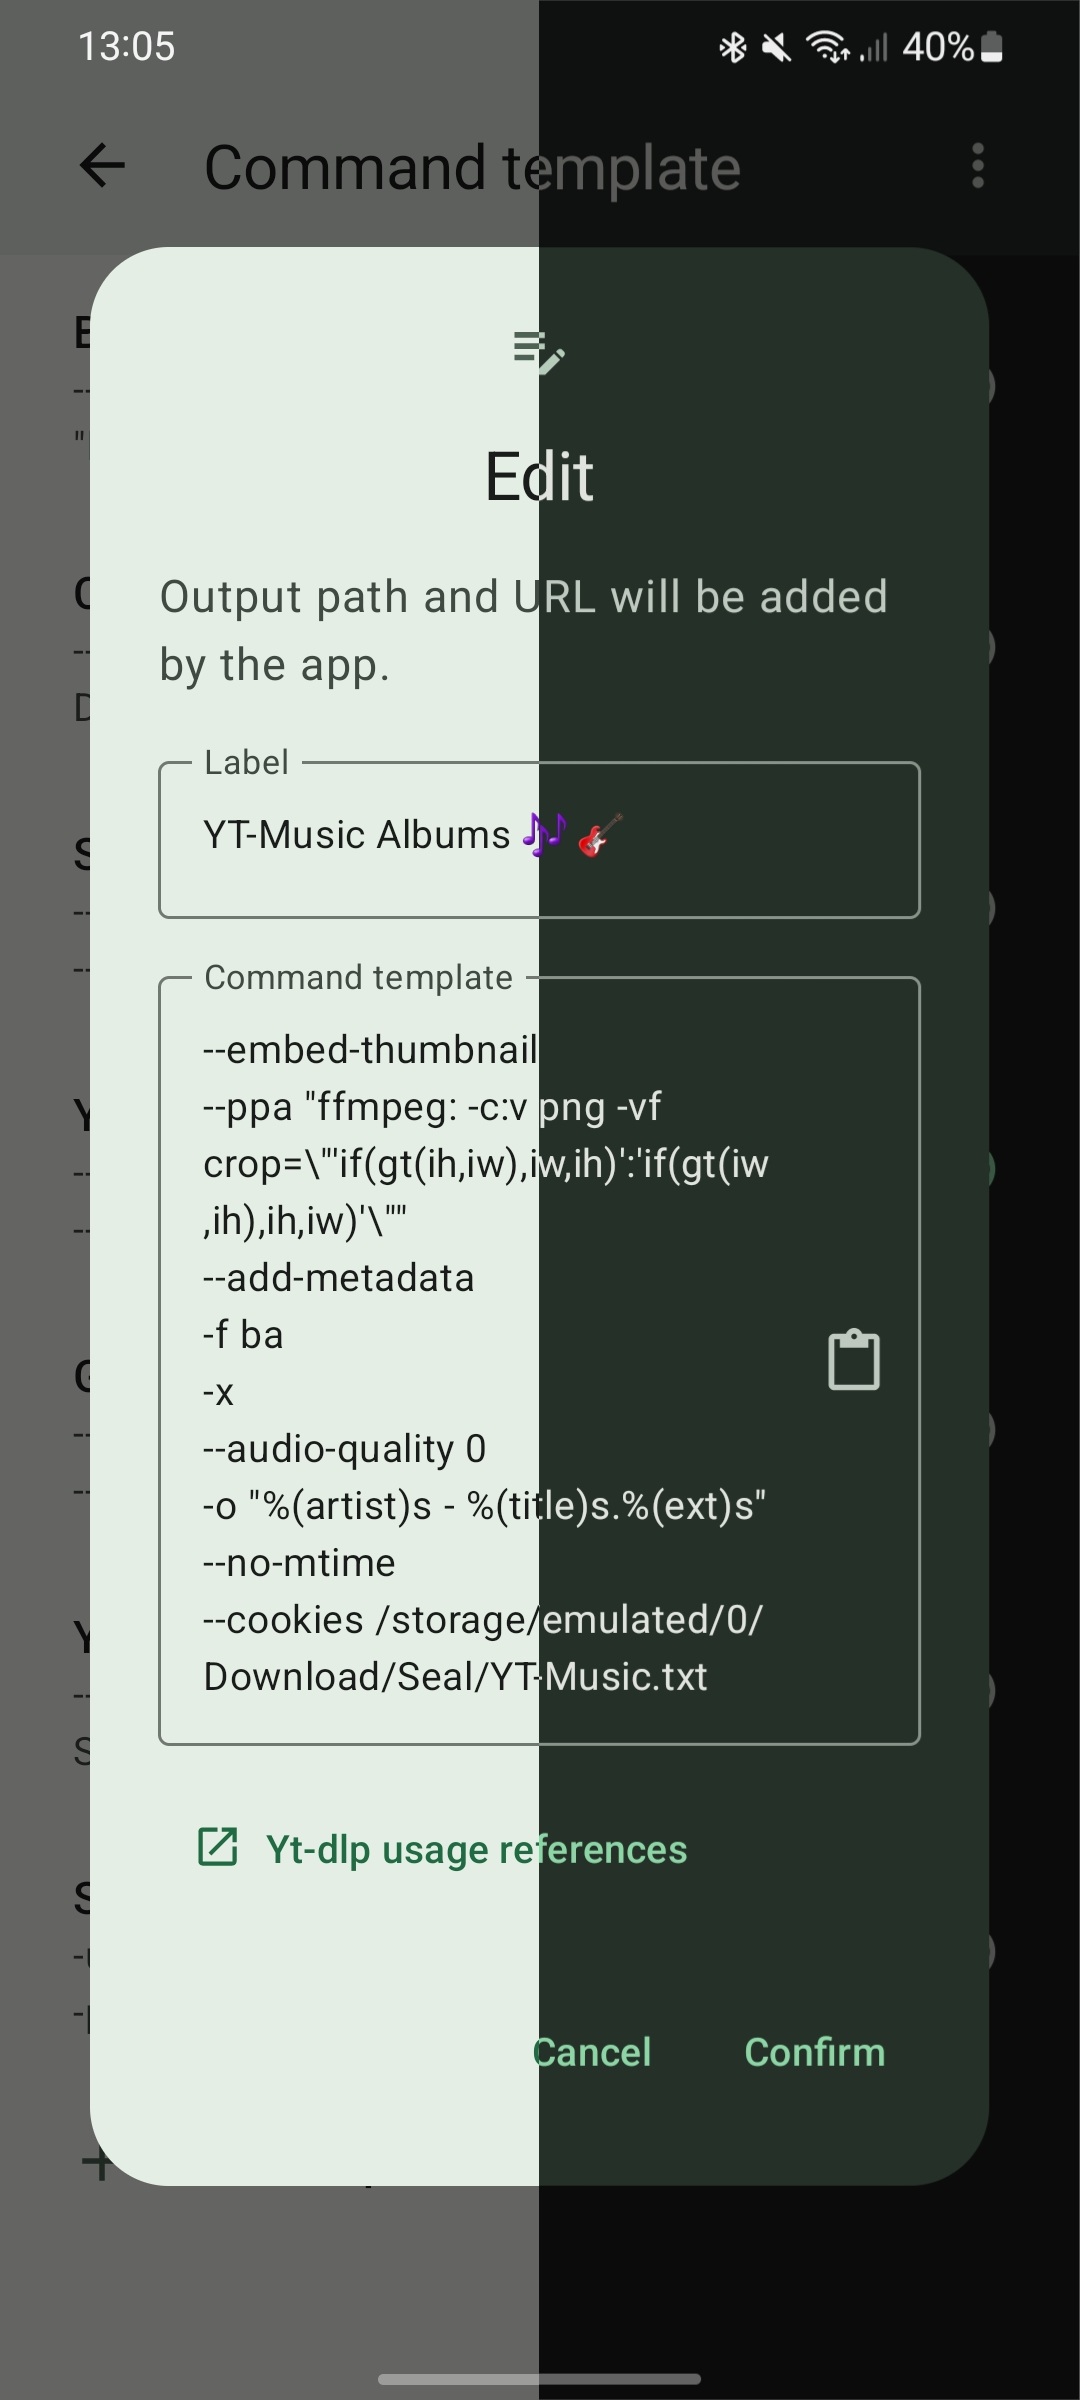 13:05
40%
Command template
Edit
Output path and URL will be added
by the app.
Label
YT-Music Albums 🎶🎸
Command template
--embed-thumbnail
--ppa "ffmpeg: -c:v png -vf
crop=\"'if(gt(ih,iw),iw,ih)':'if(gt(iw
,ih),ih,iw)'\""
--add-metadata
-f ba
-x
--audio-quality 0
-o "%(artist)s - %(title)s.%(ext)s"
--no-mtime
--cookies /storage/emulated/0/
Download/Seal/YT-Music.txt
Yt-dlp usage references
Cancel
Confirm